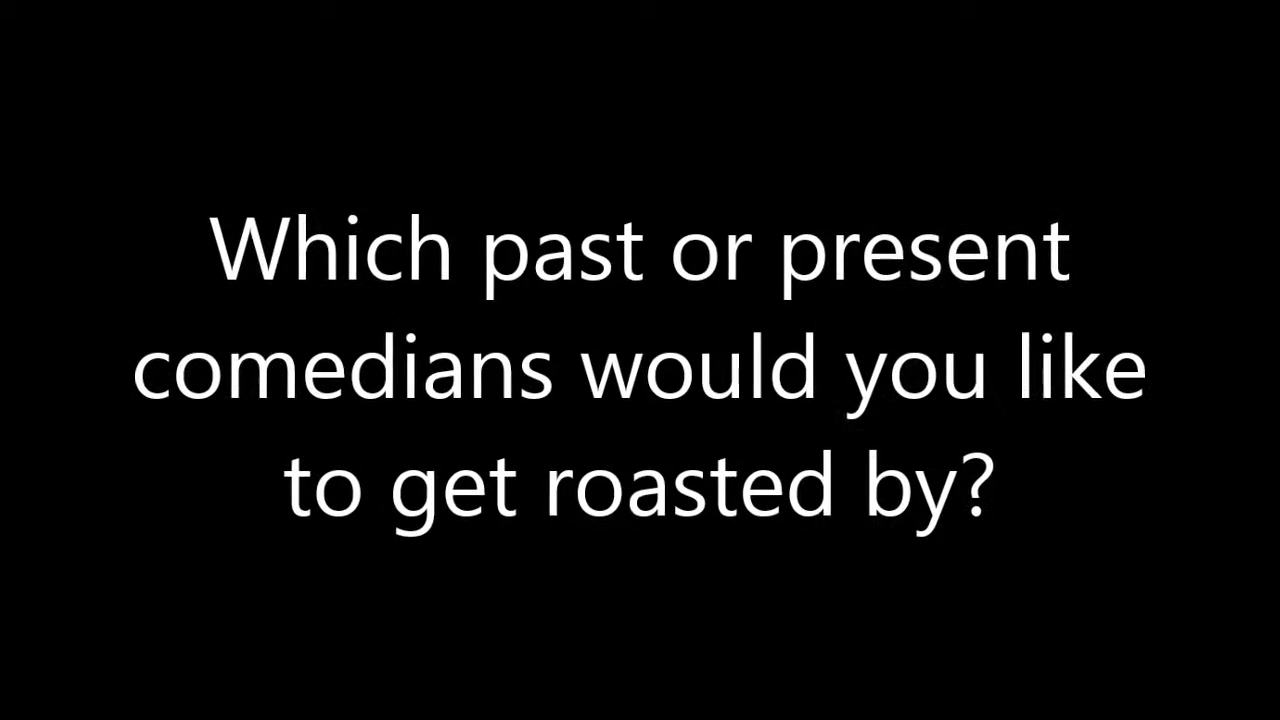 Which past or present
comedians would you like
to get roasted by?